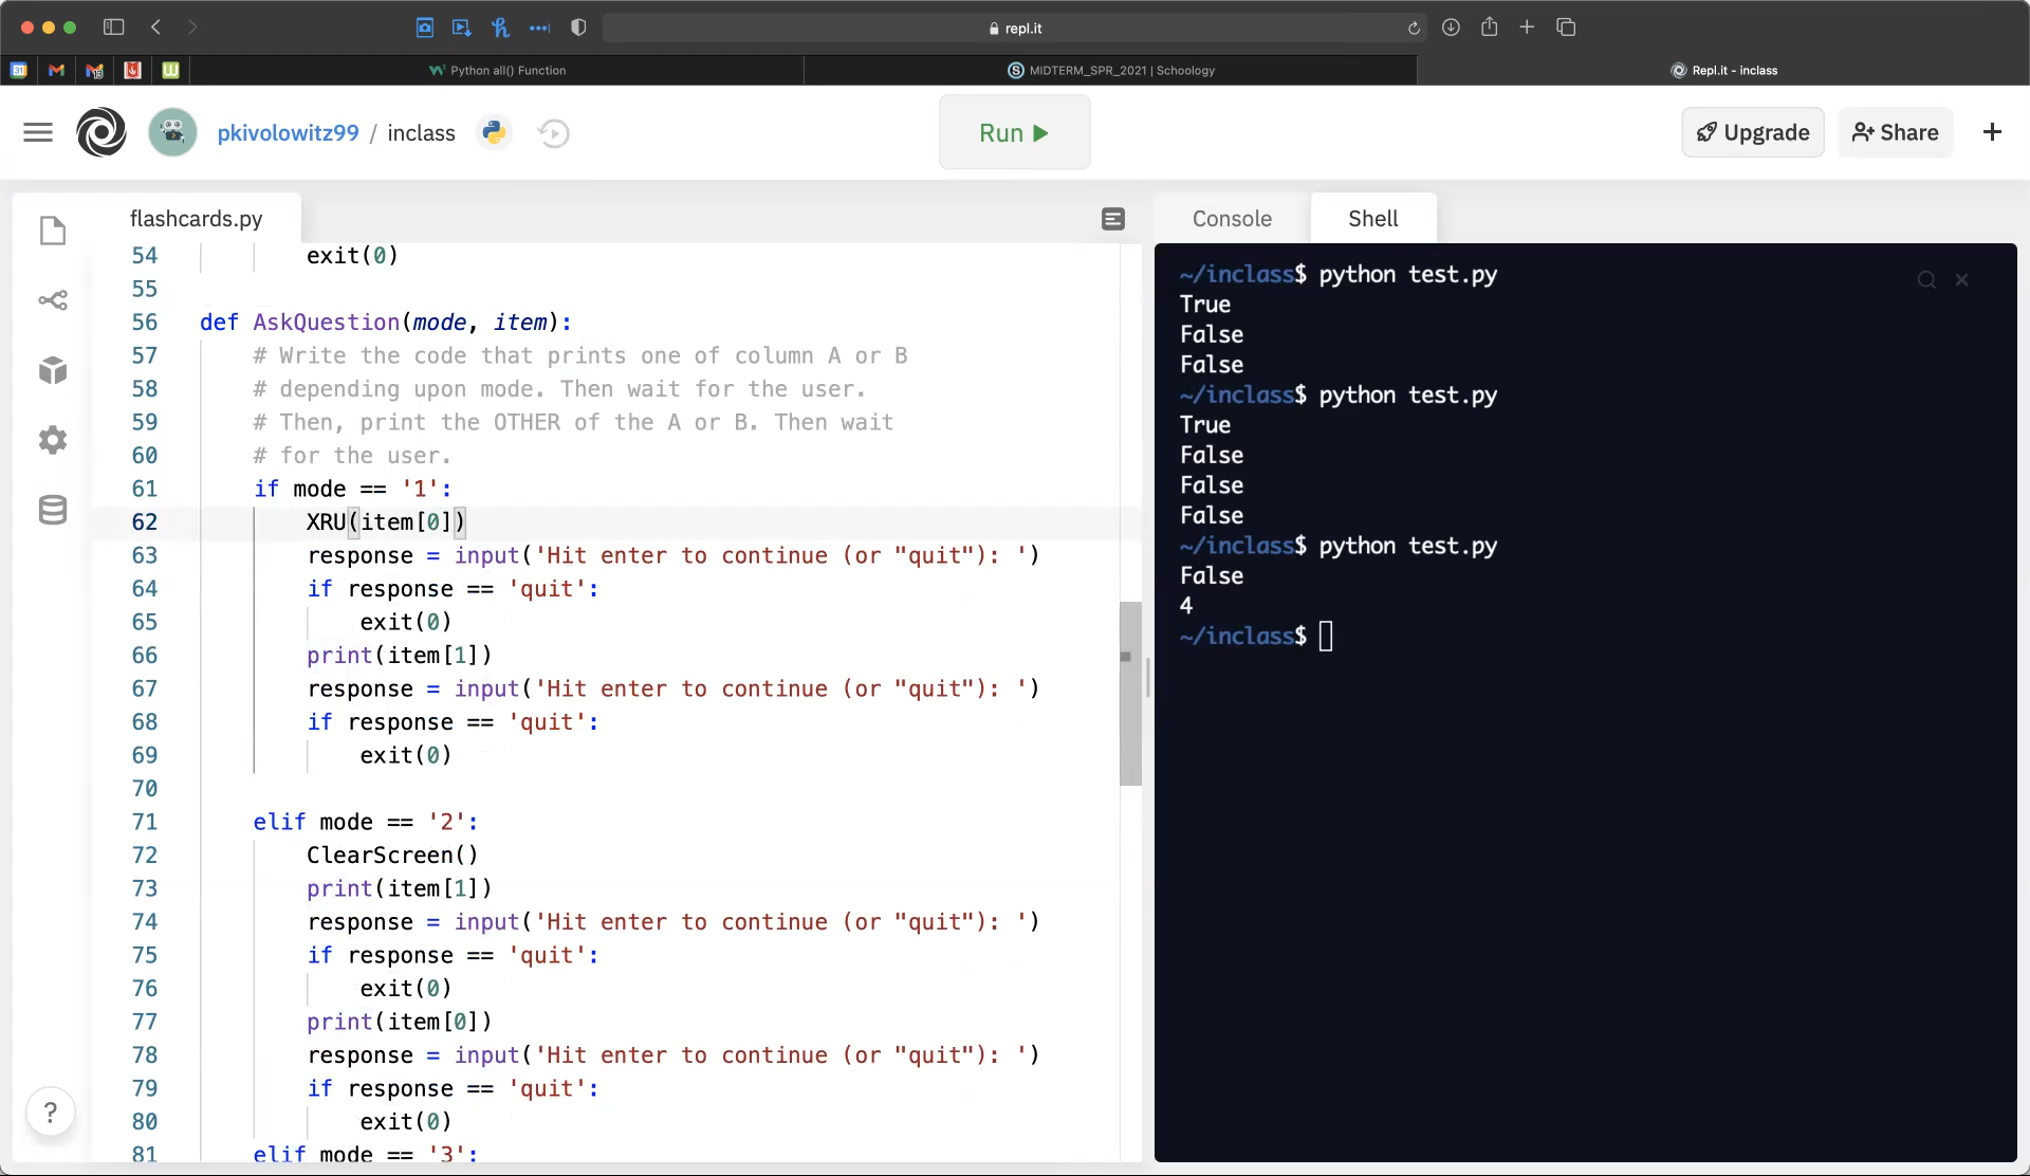 repl.it
31
13
Python all() Function
MIDTERM_SPR_2021 | Schoology
Repl.it - inclass
pkivolowitz99 / inclass
Run
Upgrade
Share
flashcards.py
54 exit(0)
55
56 def AskQuestion(mode, item):
57 # Write the code that prints one of column A or B
58 # depending upon mode. Then wait for the user.
59 # Then, print the OTHER of the A or B. Then wait
60 # for the user.
61 if mode == '1':
62 XRU(item[0])
63 response = input('Hit enter to continue (or "quit"): ')
64 if response == 'quit':
65 exit(0)
66 print(item[1])
67 response = input('Hit enter to continue (or "quit"): ')
68 if response == 'quit':
69 exit(0)
70
71 elif mode == '2':
72 ClearScreen()
73 print(item[1])
74 response = input('Hit enter to continue (or "quit"): ')
75 if response == 'quit':
76 exit(0)
77 print(item[0])
78 response = input('Hit enter to continue (or "quit"): ')
79 if response == 'quit':
80 exit(0)
81 elif mode == '3':
?
Console
Shell
~/inclass$ python test.py
True
False
False
~/inclass$ python test.py
True
False
False
False
~/inclass$ python test.py
False
4
~/inclass$